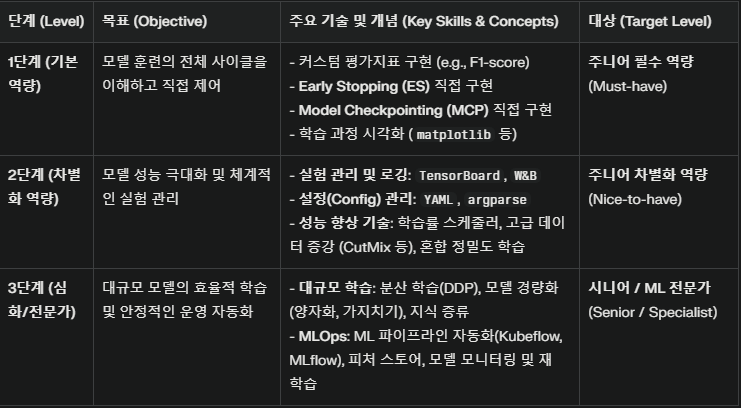 단계 (Level)
목표 (Objective)
주요 기술 및 개념 (Key Skills & Concepts)
대상 (Target Level)
1단계 (기본
역량)
모델 훈련의 전체 사이클을
이해하고 직접 제어
- 커스텀 평가지표 구현 (e.g., F1-score)
- Early Stopping (ES) 직접 구현
- Model Checkpointing (MCP) 직접 구현
- 학습 과정 시각화 ( matplotlib 등)
주니어 필수 역량
(Must-have)
2단계 (차별
화 역량)
모델 성능 극대화 및 체계적
인 실험 관리
- 실험 관리 및 로깅: TensorBoard , W&B
- 설정(Config) 관리: YAML , argparse
- 성능 향상 기술: 학습률 스케줄러, 고급 데이
터 증강 (CutMix 등), 혼합 정밀도 학습
주니어 차별화 역량
(Nice-to-have)
3단계 (심
화/전문가)
대규모 모델의 효율적 학습
및 안정적인 운영 자동화
- 대규모 학습: 분산 학습(DDP), 모델 경량화
(양자화, 가지치기), 지식 증류
- MLOps: ML 파이프라인 자동화(Kubeflow,
MLflow), 피처 스토어, 모델 모니터링 및 재
학습
시니어 / ML 전문가
(Senior / Specialist)